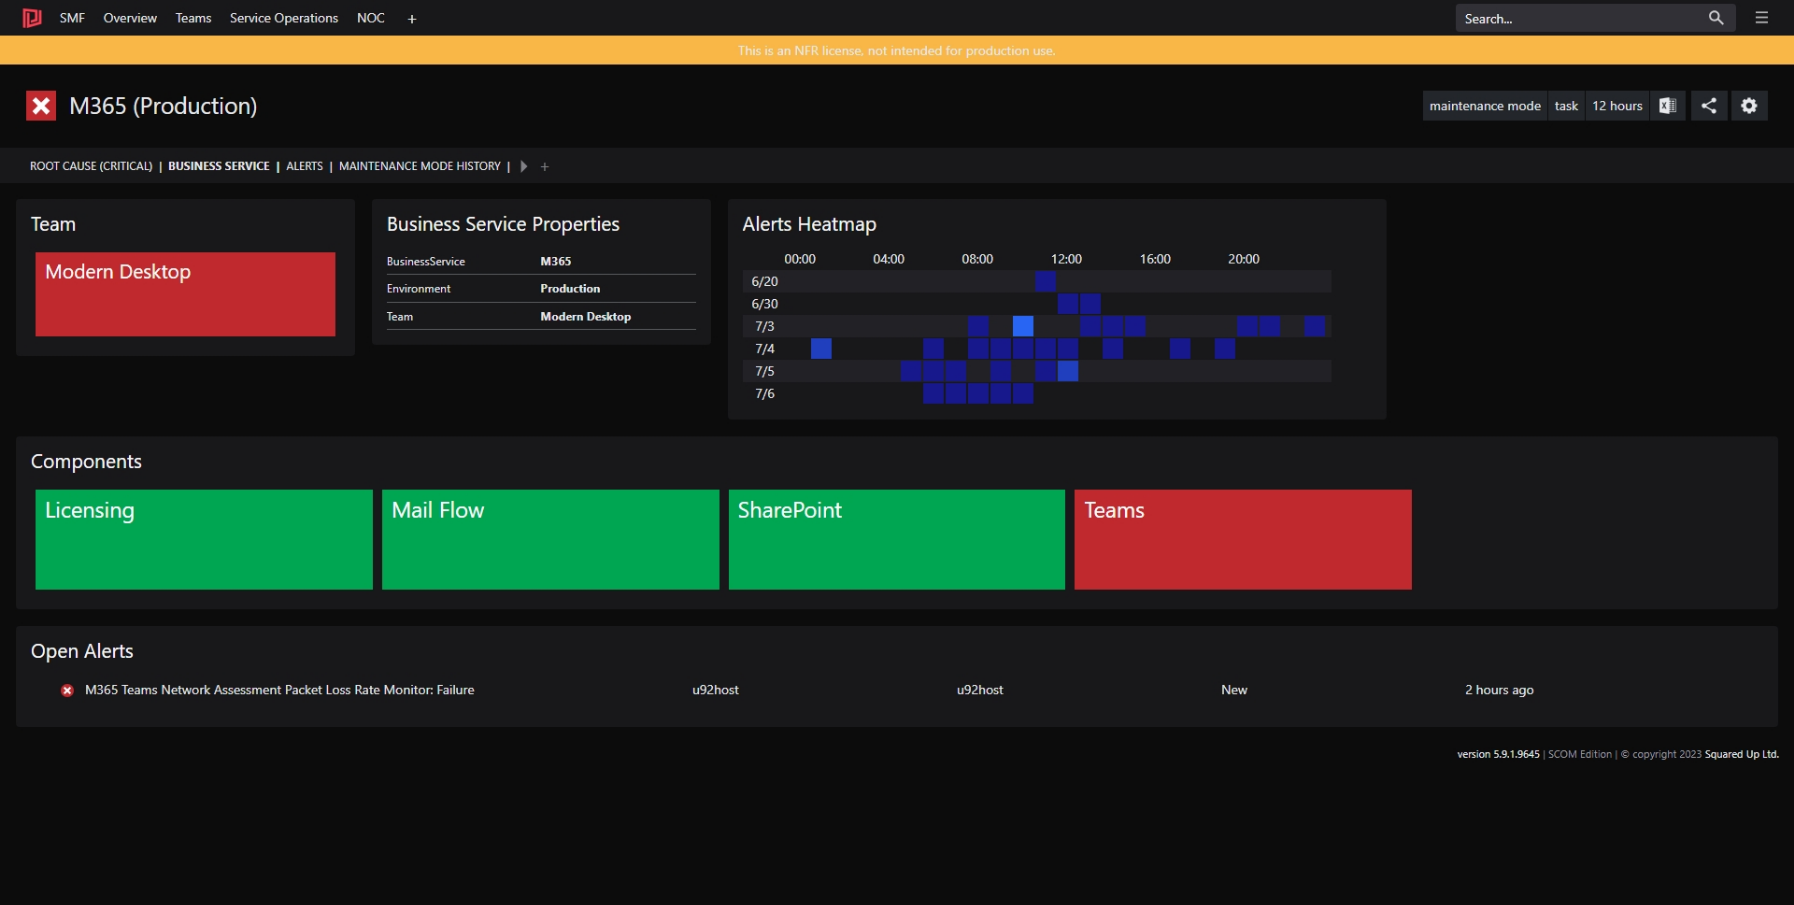 SMF Overview Teams Service Operations NOC + Search...
This is an NFR license, not intended for production use.
M365 (Production) maintenance mode task 12 hours
ROOT CAUSE (CRITICAL) | BUSINESS SERVICE | ALERTS | MAINTENANCE MODE HISTORY | +
Team
Modern Desktop
Business Service Properties
BusinessService M365
Environment Production
Team Modern Desktop
Alerts Heatmap
00:00 04:00 08:00 12:00 16:00 20:00
6/20
6/30
7/3
7/4
7/5
7/6
Components
Licensing Mail Flow SharePoint Teams
Open Alerts
M365 Teams Network Assessment Packet Loss Rate Monitor: Failure u92host u92host New 2 hours ago
version 5.9.1.9645 | SCOM Edition | © copyright 2023 Squared Up Ltd.